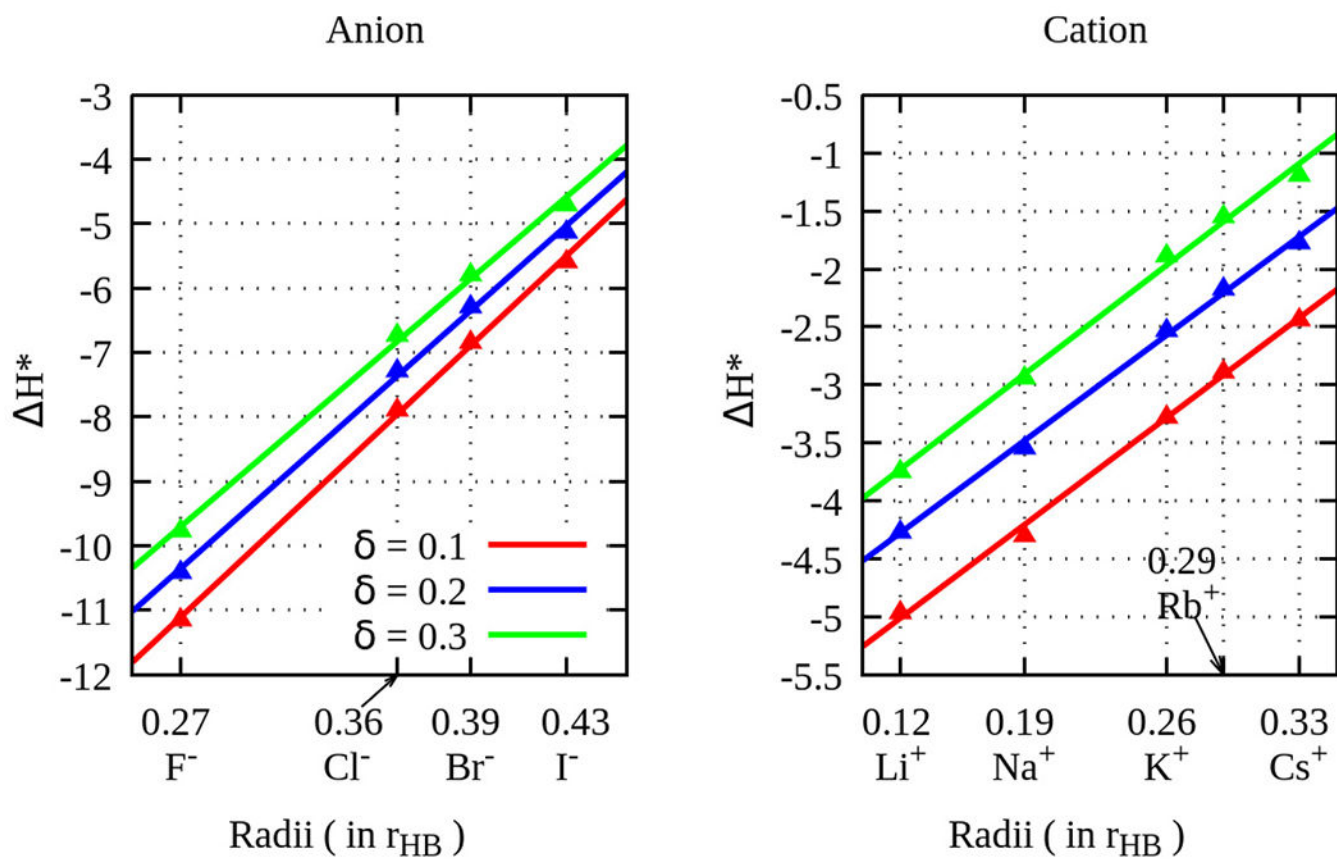 Anion
-3
-4
-5
-6
-7
-8
-9
-10
-11
-12
ΔH*
δ = 0.1
δ = 0.2
δ = 0.3
0.27 0.36 0.39 0.43
F⁻ Cl⁻ Br⁻ I⁻
Radii ( in r_HB )
Cation
-0.5
-1
-1.5
-2
-2.5
-3
-3.5
-4
-4.5
-5
-5.5
ΔH*
0.29
Rb⁺
0.12 0.19 0.26 0.33
Li⁺ Na⁺ K⁺ Cs⁺
Radii ( in r_HB )